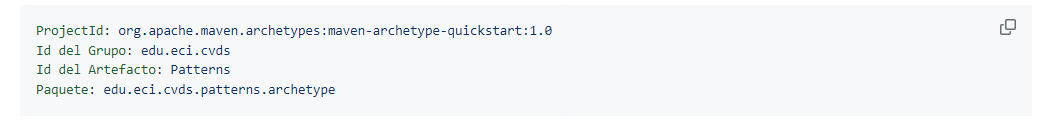 ProjectId: org.apache.maven.archetypes:maven-archetype-quickstart:1.0
Id del Grupo: edu.eci.cvds
Id del Artefacto: Patterns
Paquete: edu.eci.cvds.patterns.archetype